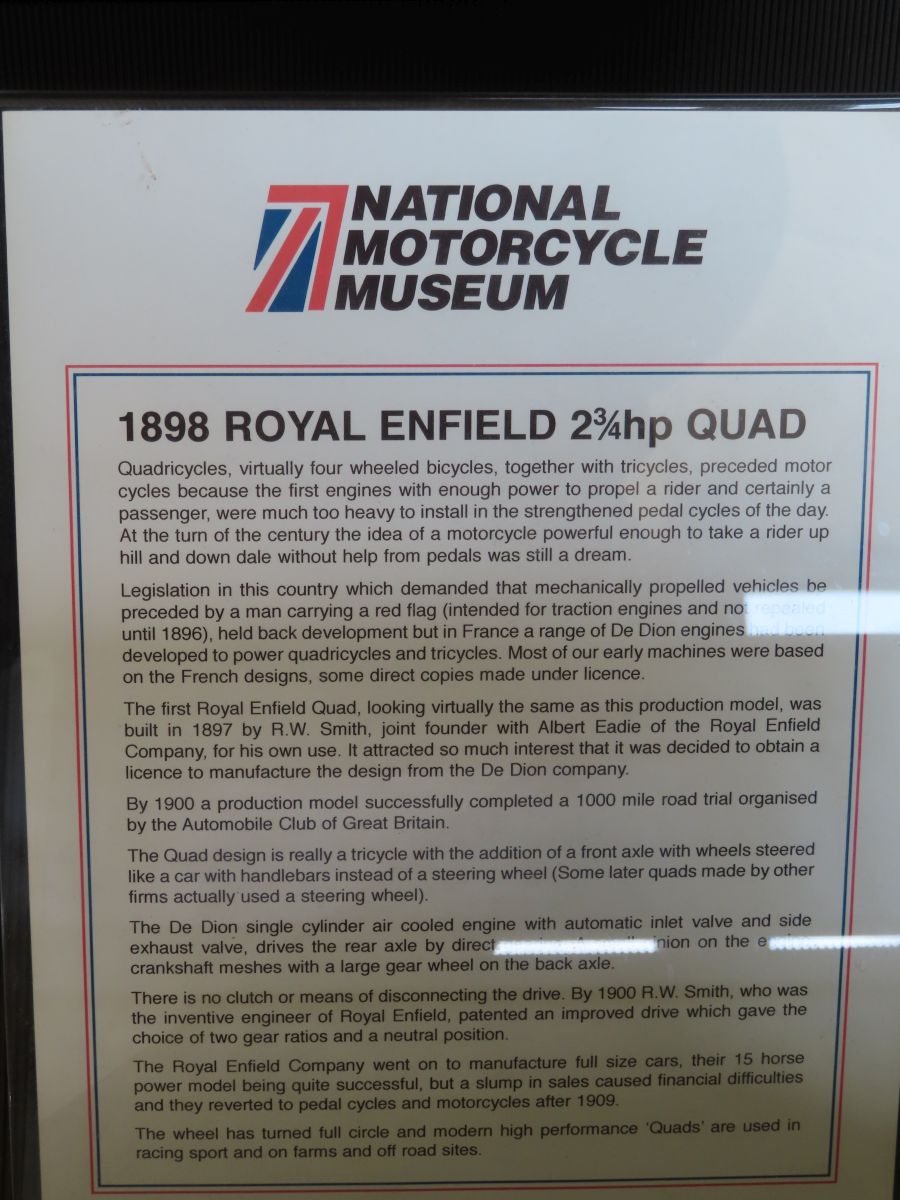 NATIONAL
MOTORCYCLE
MUSEUM
1898 ROYAL ENFIELD 2¾hp QUAD
Quadricycles, virtually four wheeled bicycles, together with tricycles, preceded motor
cycles because the first engines with enough power to propel a rider and certainly a
passenger, were much too heavy to install in the strengthened pedal cycles of the day.
At the turn of the century the idea of a motorcycle powerful enough to take a rider up
hill and down dale without help from pedals was still a dream.
Legislation in this country which demanded that mechanically propelled vehicles be
preceded by a man carrying a red flag (intended for traction engines and not repealed
until 1896), held back development but in France a range of De Dion engines had been
developed to power quadricycles and tricycles. Most of our early machines were based
on the French designs, some direct copies made under licence.
The first Royal Enfield Quad, looking virtually the same as this production model, was
built in 1897 by R.W. Smith, joint founder with Albert Eadie of the Royal Enfield
Company, for his own use. It attracted so much interest that it was decided to obtain a
licence to manufacture the design from the De Dion company.
By 1900 a production model successfully completed a 1000 mile road trial organised
by the Automobile Club of Great Britain.
The Quad design is really a tricycle with the addition of a front axle with wheels steered
like a car with handlebars instead of a steering wheel (Some later quads made by other
firms actually used a steering wheel).
The De Dion single cylinder air cooled engine with automatic inlet valve and side
exhaust valve, drives the rear axle by direct on the
crankshaft meshes with a large gear wheel on the back axle.
There is no clutch or means of disconnecting the drive. By 1900 R.W. Smith, who was
the inventive engineer of Royal Enfield, patented an improved drive which gave the
choice of two gear ratios and a neutral position.
The Royal Enfield Company went on to manufacture full size cars, their 15 horse
power model being quite successful, but a slump in sales caused financial difficulties
and they reverted to pedal cycles and motorcycles after 1909.
The wheel has turned full circle and modern high performance 'Quads' are used in
racing sport and on farms and off road sites.